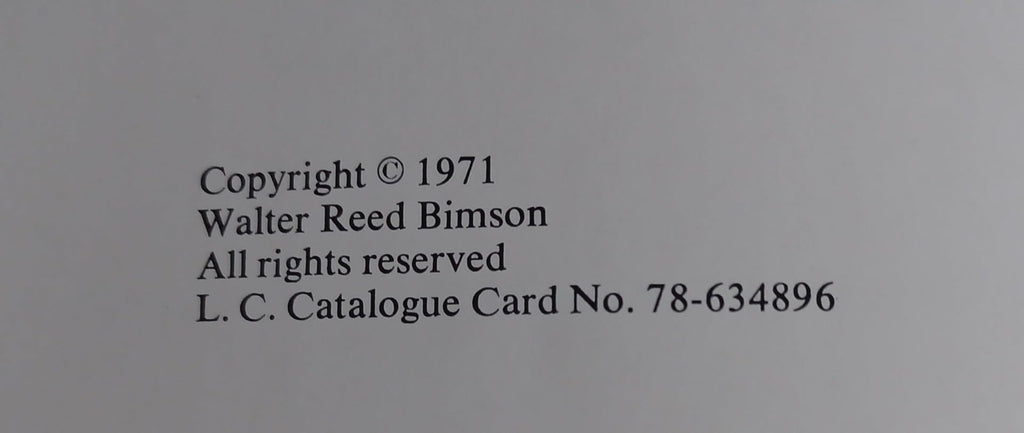 Copyright © 1971
Walter Reed Bimson
All rights reserved
L. C. Catalogue Card No. 78-634896